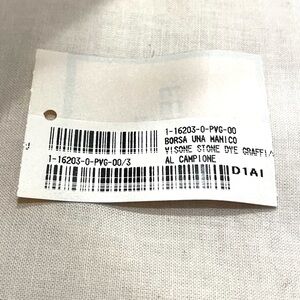 1-16203-0-PVG-00
BORSA UNA MANICO
VISONE STONE DYE GRAFFI
1-16203-0-PVG-00/3
AL CAMPIONE
D1AI